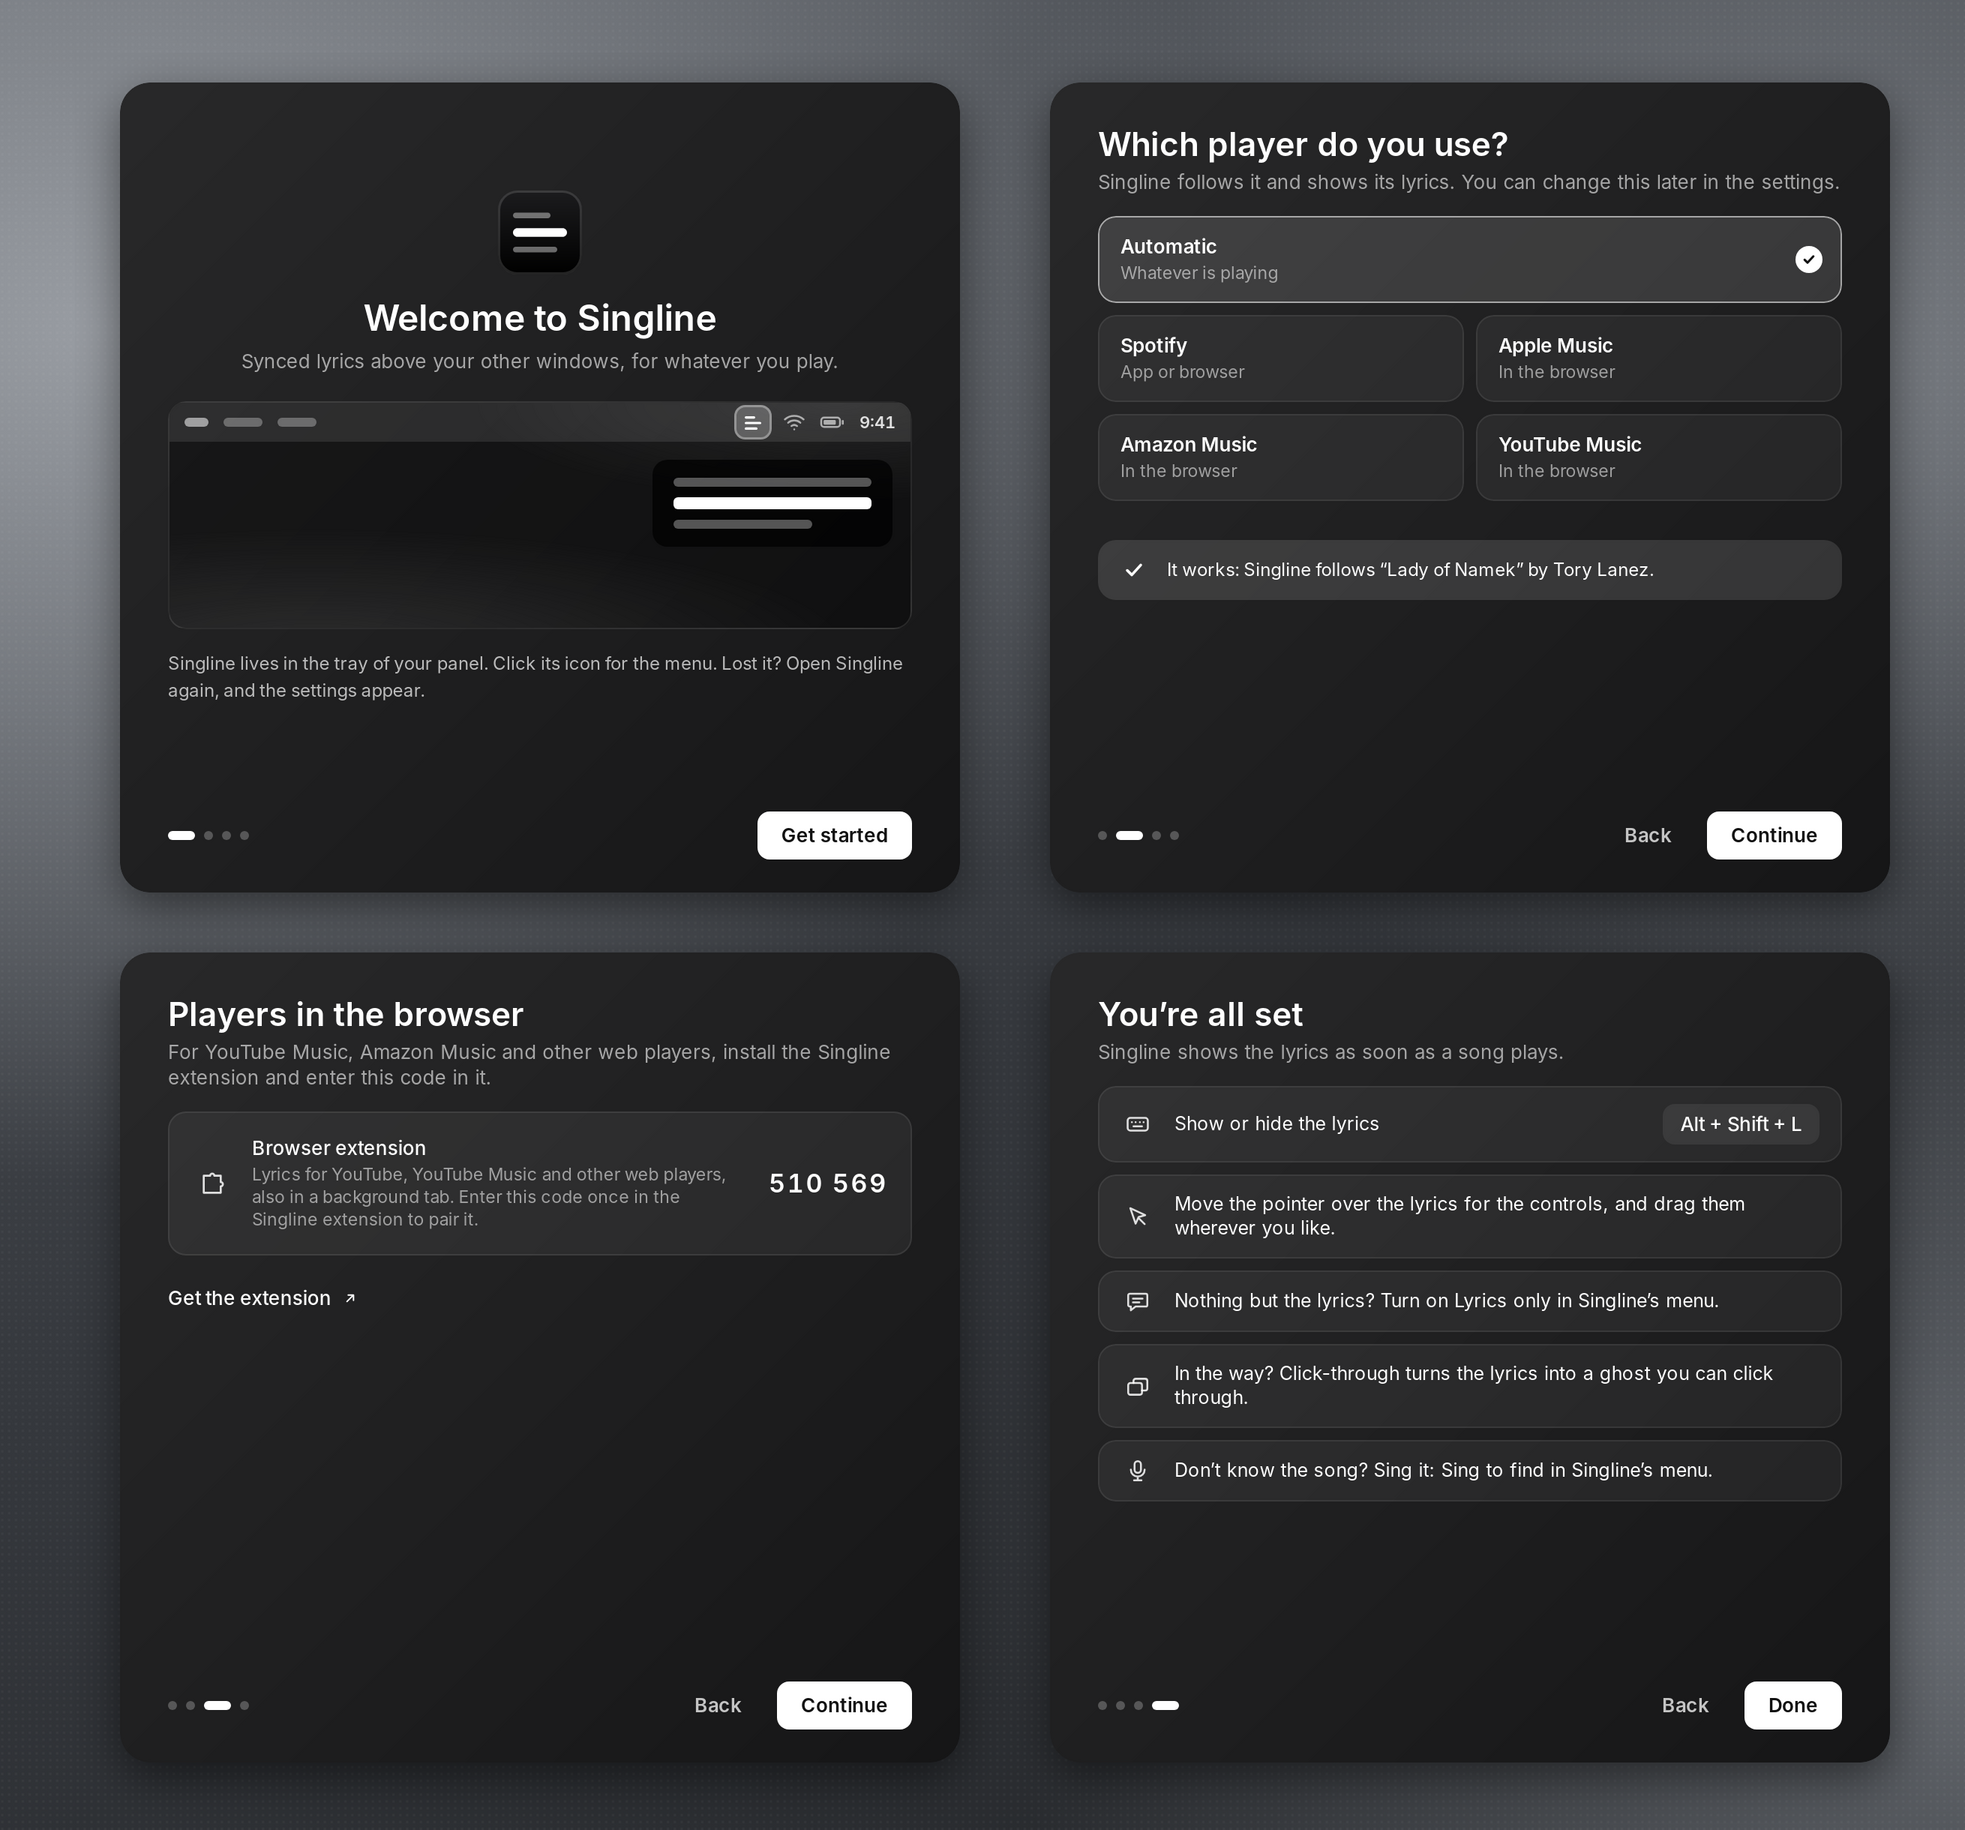 Welcome to Singline
Synced lyrics above your other windows, for whatever you play.
9:41
Singline lives in the tray of your panel. Click its icon for the menu. Lost it? Open Singline
again, and the settings appear.
Get started
Which player do you use?
Singline follows it and shows its lyrics. You can change this later in the settings.
Automatic
Whatever is playing
Spotify
App or browser
Apple Music
In the browser
Amazon Music
In the browser
YouTube Music
In the browser
It works: Singline follows “Lady of Namek” by Tory Lanez.
Back
Continue
Players in the browser
For YouTube Music, Amazon Music and other web players, install the Singline
extension and enter this code in it.
Browser extension
Lyrics for YouTube, YouTube Music and other web players,
also in a background tab. Enter this code once in the
Singline extension to pair it.
510 569
Get the extension
Back
Continue
You’re all set
Singline shows the lyrics as soon as a song plays.
Show or hide the lyrics
Alt + Shift + L
Move the pointer over the lyrics for the controls, and drag them
wherever you like.
Nothing but the lyrics? Turn on Lyrics only in Singline’s menu.
In the way? Click-through turns the lyrics into a ghost you can click
through.
Don’t know the song? Sing it: Sing to find in Singline’s menu.
Back
Done